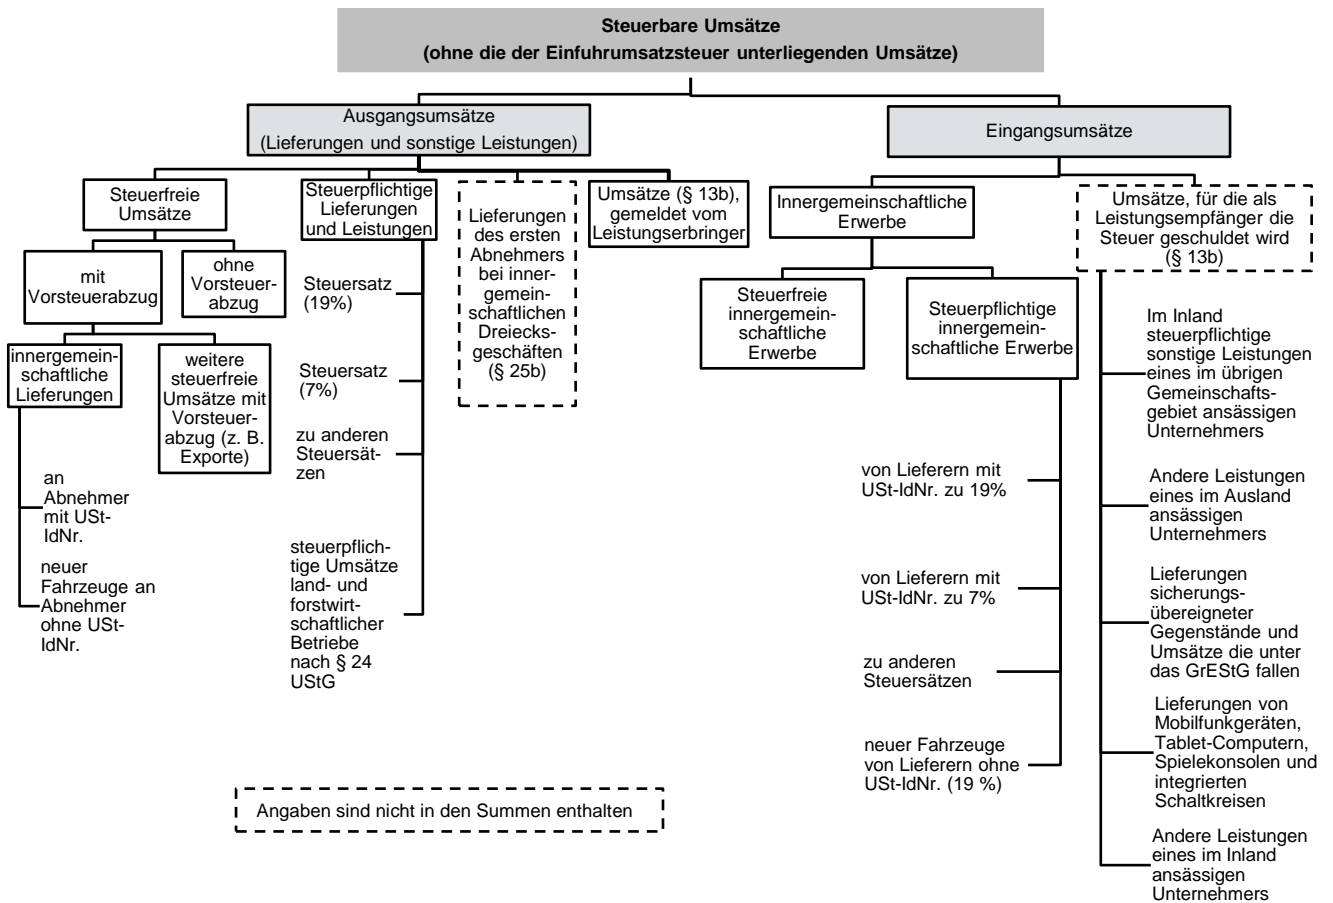 Steuerbare Umsätze
(ohne die der Einfuhrumsatzsteuer unterliegenden Umsätze)
Ausgangsumsätze
(Lieferungen und sonstige Leistungen)
Eingangsumsätze
Steuerfreie
Umsätze
Steuerpflichtige
Lieferungen
und Leistungen
Lieferungen
des ersten
Abnehmers
bei inner-
gemein-
schaftlichen
Dreiecks-
geschäften
(§ 25b)
Umsätze (§ 13b),
gemeldet vom
Leistungserbringer
Innergemeinschaftliche
Erwerbe
Umsätze, für die als
Leistungsempfänger die
Steuer geschuldet wird
(§ 13b)
mit
Vorsteuerabzug
ohne
Vorsteuer-
abzug
innergemein-
schaftliche
Lieferungen
weitere
steuerfreie
Umsätze mit
Vorsteuer-
abzug (z. B.
Exporte)
an
Abnehmer
mit USt-
IdNr.
neuer
Fahrzeuge an
Abnehmer
ohne USt-
IdNr.
Steuersatz
(19%)
Steuersatz
(7%)
zu anderen
Steuersät-
zen
steuerpflich-
tige Umsätze
land- und
forstwirt-
schaftlicher
Betriebe
nach § 24
UStG
Steuerfreie
innergemein-
schaftliche
Erwerbe
Steuerpflichtige
innergemein-
schaftliche Erwerbe
von Lieferern mit
USt-IdNr. zu 19%
von Lieferern mit
USt-IdNr. zu 7%
zu anderen
Steuersätzen
neuer Fahrzeuge
von Lieferern ohne
USt-IdNr. (19 %)
Im Inland
steuerpflichtige
sonstige Leistungen
eines im übrigen
Gemeinschafts-
gebiet ansässigen
Unternehmers
Andere Leistungen
eines im Ausland
ansässigen
Unternehmers
Lieferungen
sicherungs-
übereigneter
Gegenstände und
Umsätze die unter
das GrEStG fallen
Lieferungen von
Mobilfunkgeräten,
Tablet-Computern,
Spielekonsolen und
integrierten
Schaltkreisen
Andere Leistungen
eines im Inland
ansässigen
Unternehmers
Angaben sind nicht in den Summen enthalten